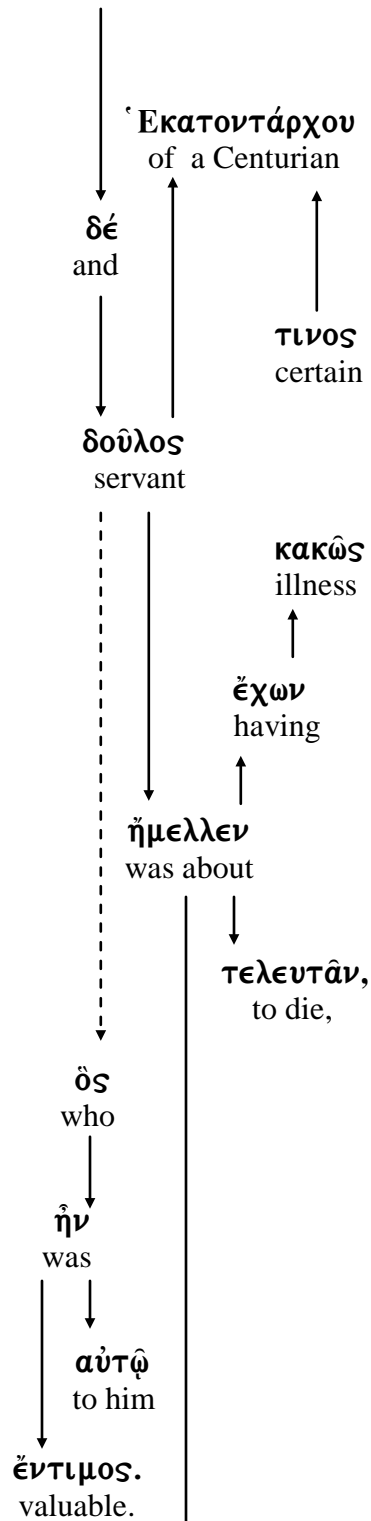 Ἑκατοντάρχου
of a Centurian
δέ
and
τινος
certain
δοῦλος
servant
κακῶς
illness
ἔχων
having
ἤμελλεν
was about
τελευτᾶν,
to die,
ὃς
who
ἦν
was
αὐτῷ
to him
ἔντιμος.
valuable.